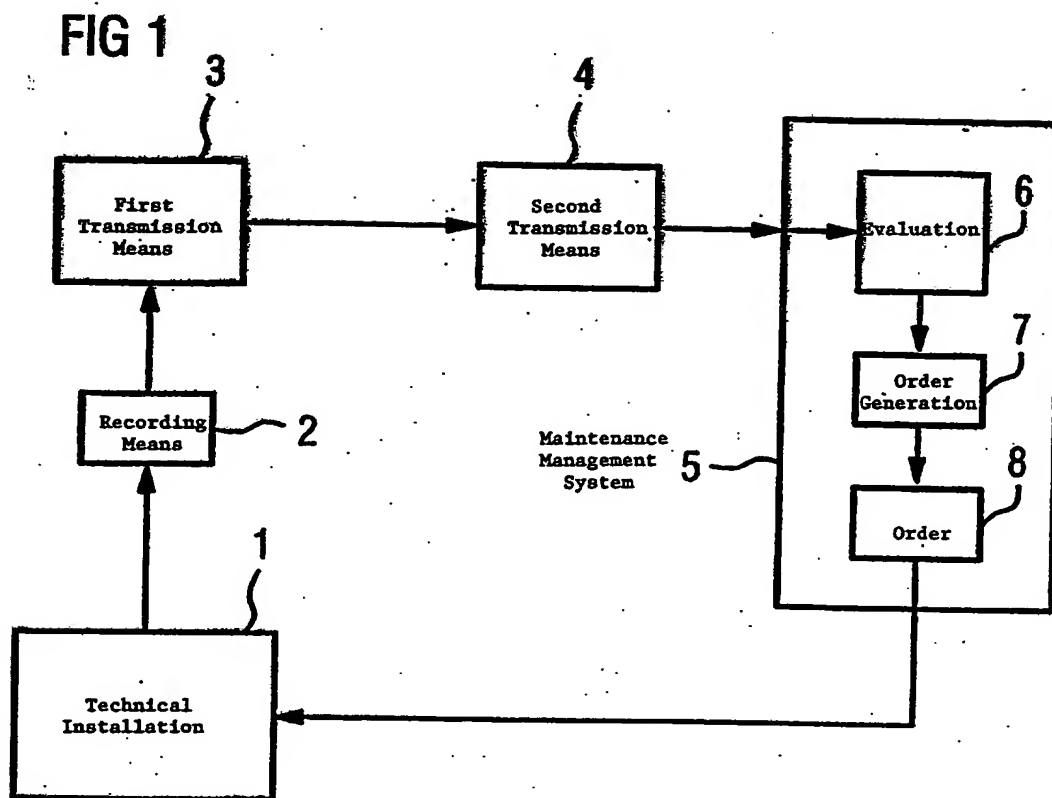 FIG 1
3
First
Transmission
Means
4
Second
Transmission
Means
Evaluation
6
Order
Generation
7
Recording
Means
2
Maintenance
Management
System
5
Order
8
1
Technical
Installation